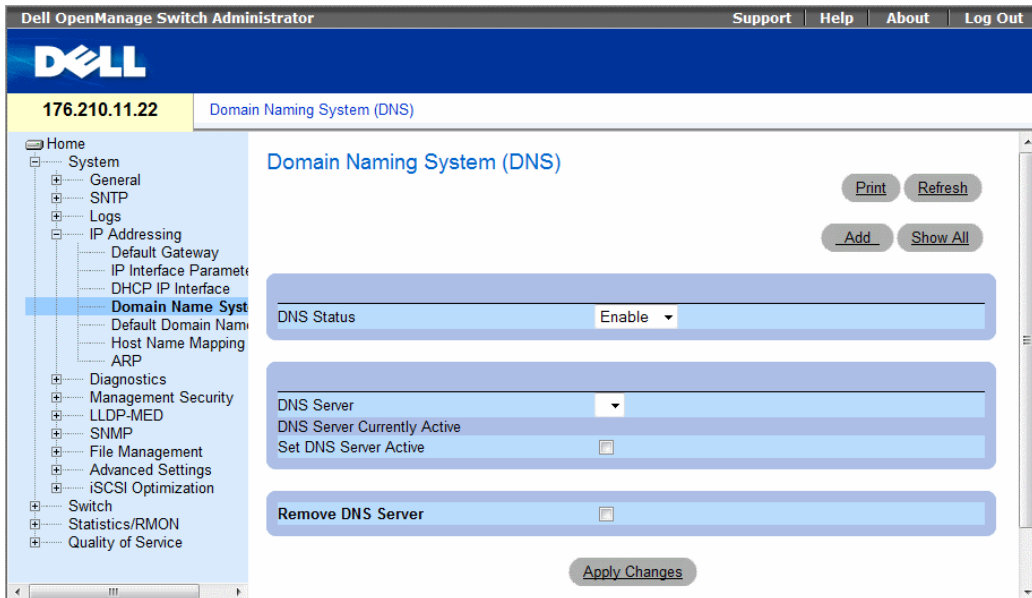 Dell OpenManage Switch Administrator
Support
Help
About
Log Out
DELL
176.210.11.22
Domain Naming System (DNS)
Home
System
General
SNTP
Logs
IP Addressing
Default Gateway
IP Interface Paramete
DHCP IP Interface
Domain Name Syst
Default Domain Nam
Host Name Mapping
ARP
Diagnostics
Management Security
LLDP-MED
SNMP
File Management
Advanced Settings
iSCSI Optimization
Switch
Statistics/RMON
Quality of Service
Domain Naming System (DNS)
Print
Refresh
Add
Show All
DNS Status
Enable
DNS Server
DNS Server Currently Active
Set DNS Server Active
Remove DNS Server
Apply Changes